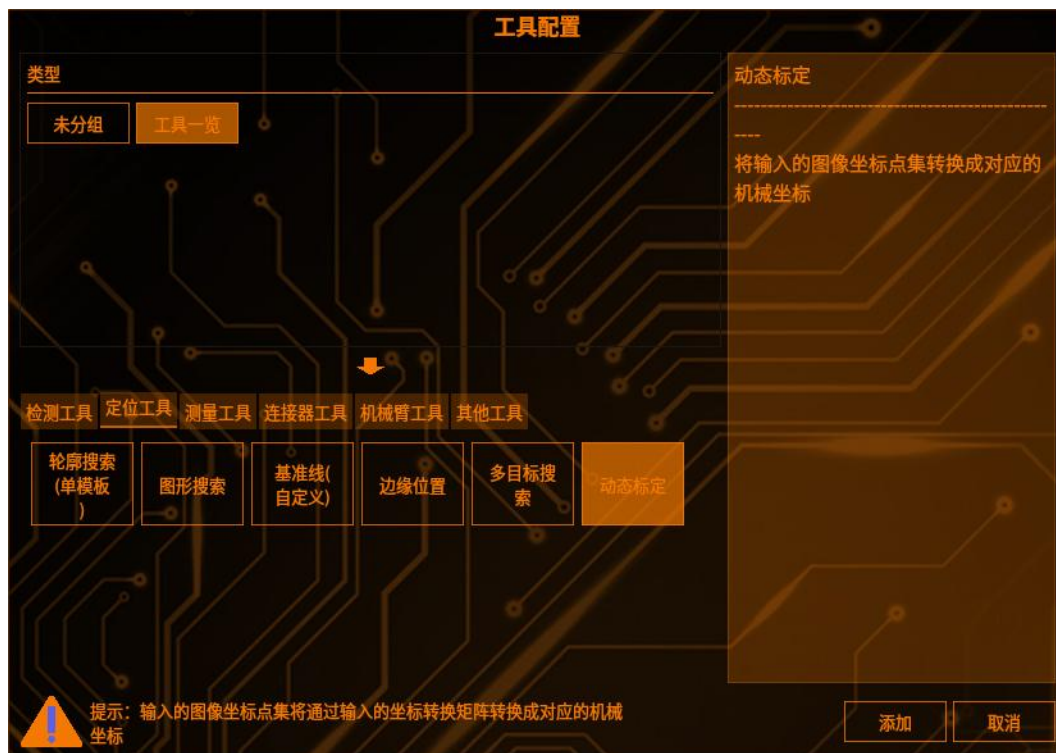 工具配置
类型
未分组
工具一览
动态标定
----------------------------------------------------
----
将输入的图像坐标点集转换成对应的
机械坐标
检测工具
定位工具
测量工具
连接器工具
机械臂工具
其他工具
轮廓搜索
(单模板
)
图形搜索
基准线(
自定义)
边缘位置
多目标搜
索
动态标定
提示：输入的图像坐标点集将通过输入的坐标转换矩阵转换成对应的机械
坐标
添加
取消